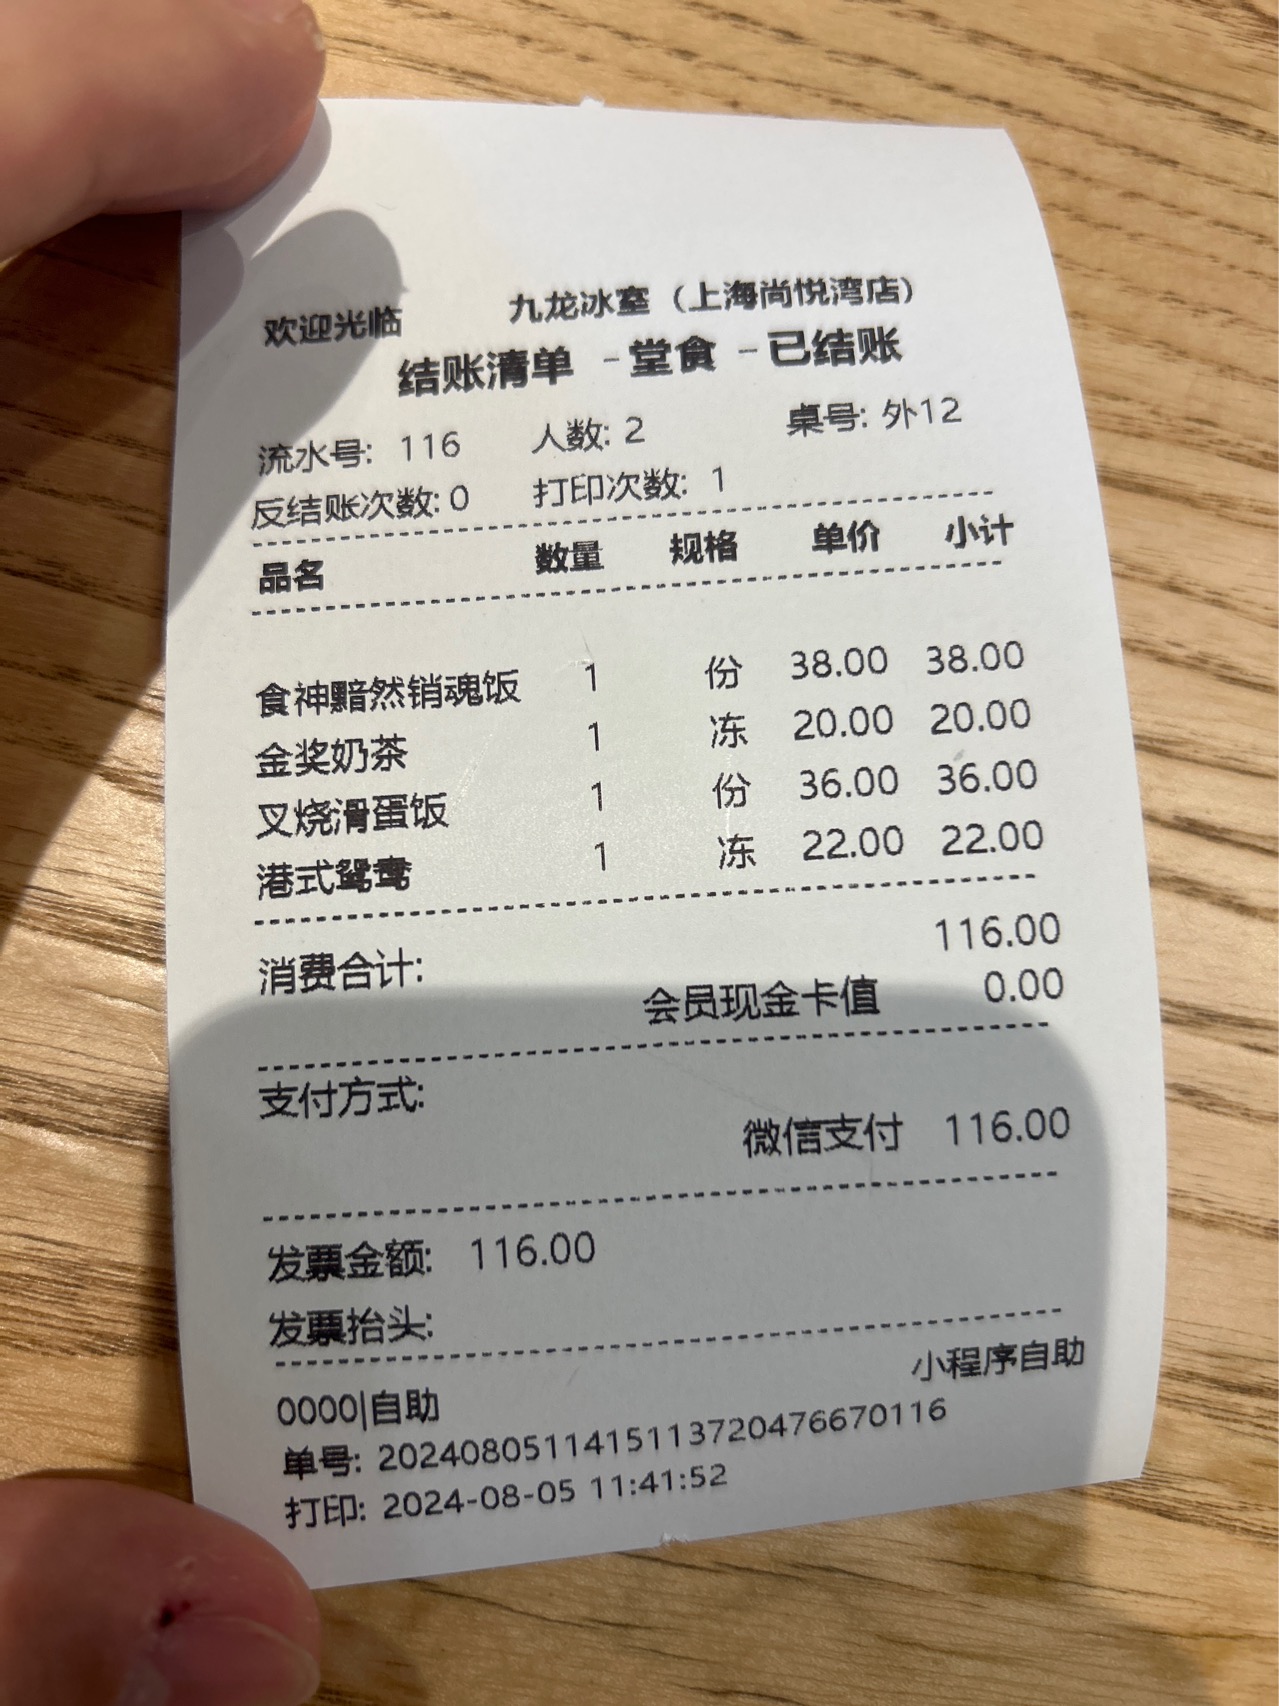 欢迎光临 九龙冰室（上海尚悦湾店）
结账清单 -堂食 -已结账
流水号: 116 人数: 2 桌号: 外12
反结账次数: 0 打印次数: 1
品名 数量 规格 单价 小计
食神黯然销魂饭 1 份 38.00 38.00
金奖奶茶 1 冻 20.00 20.00
叉烧滑蛋饭 1 份 36.00 36.00
港式鸳鸯 1 冻 22.00 22.00
消费合计: 116.00
会员现金卡值 0.00
支付方式:
微信支付 116.00
发票金额: 116.00
发票抬头:
小程序自助
0000|自助
单号: 2024080511415113720476670116
打印: 2024-08-05 11:41:52